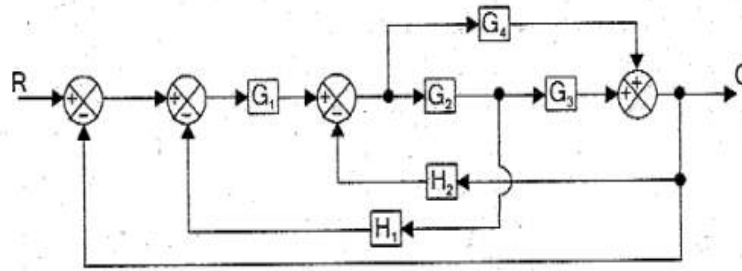 G₄
R + - + - G₁ + - G₂ G₃ + + C
H₂
H₁